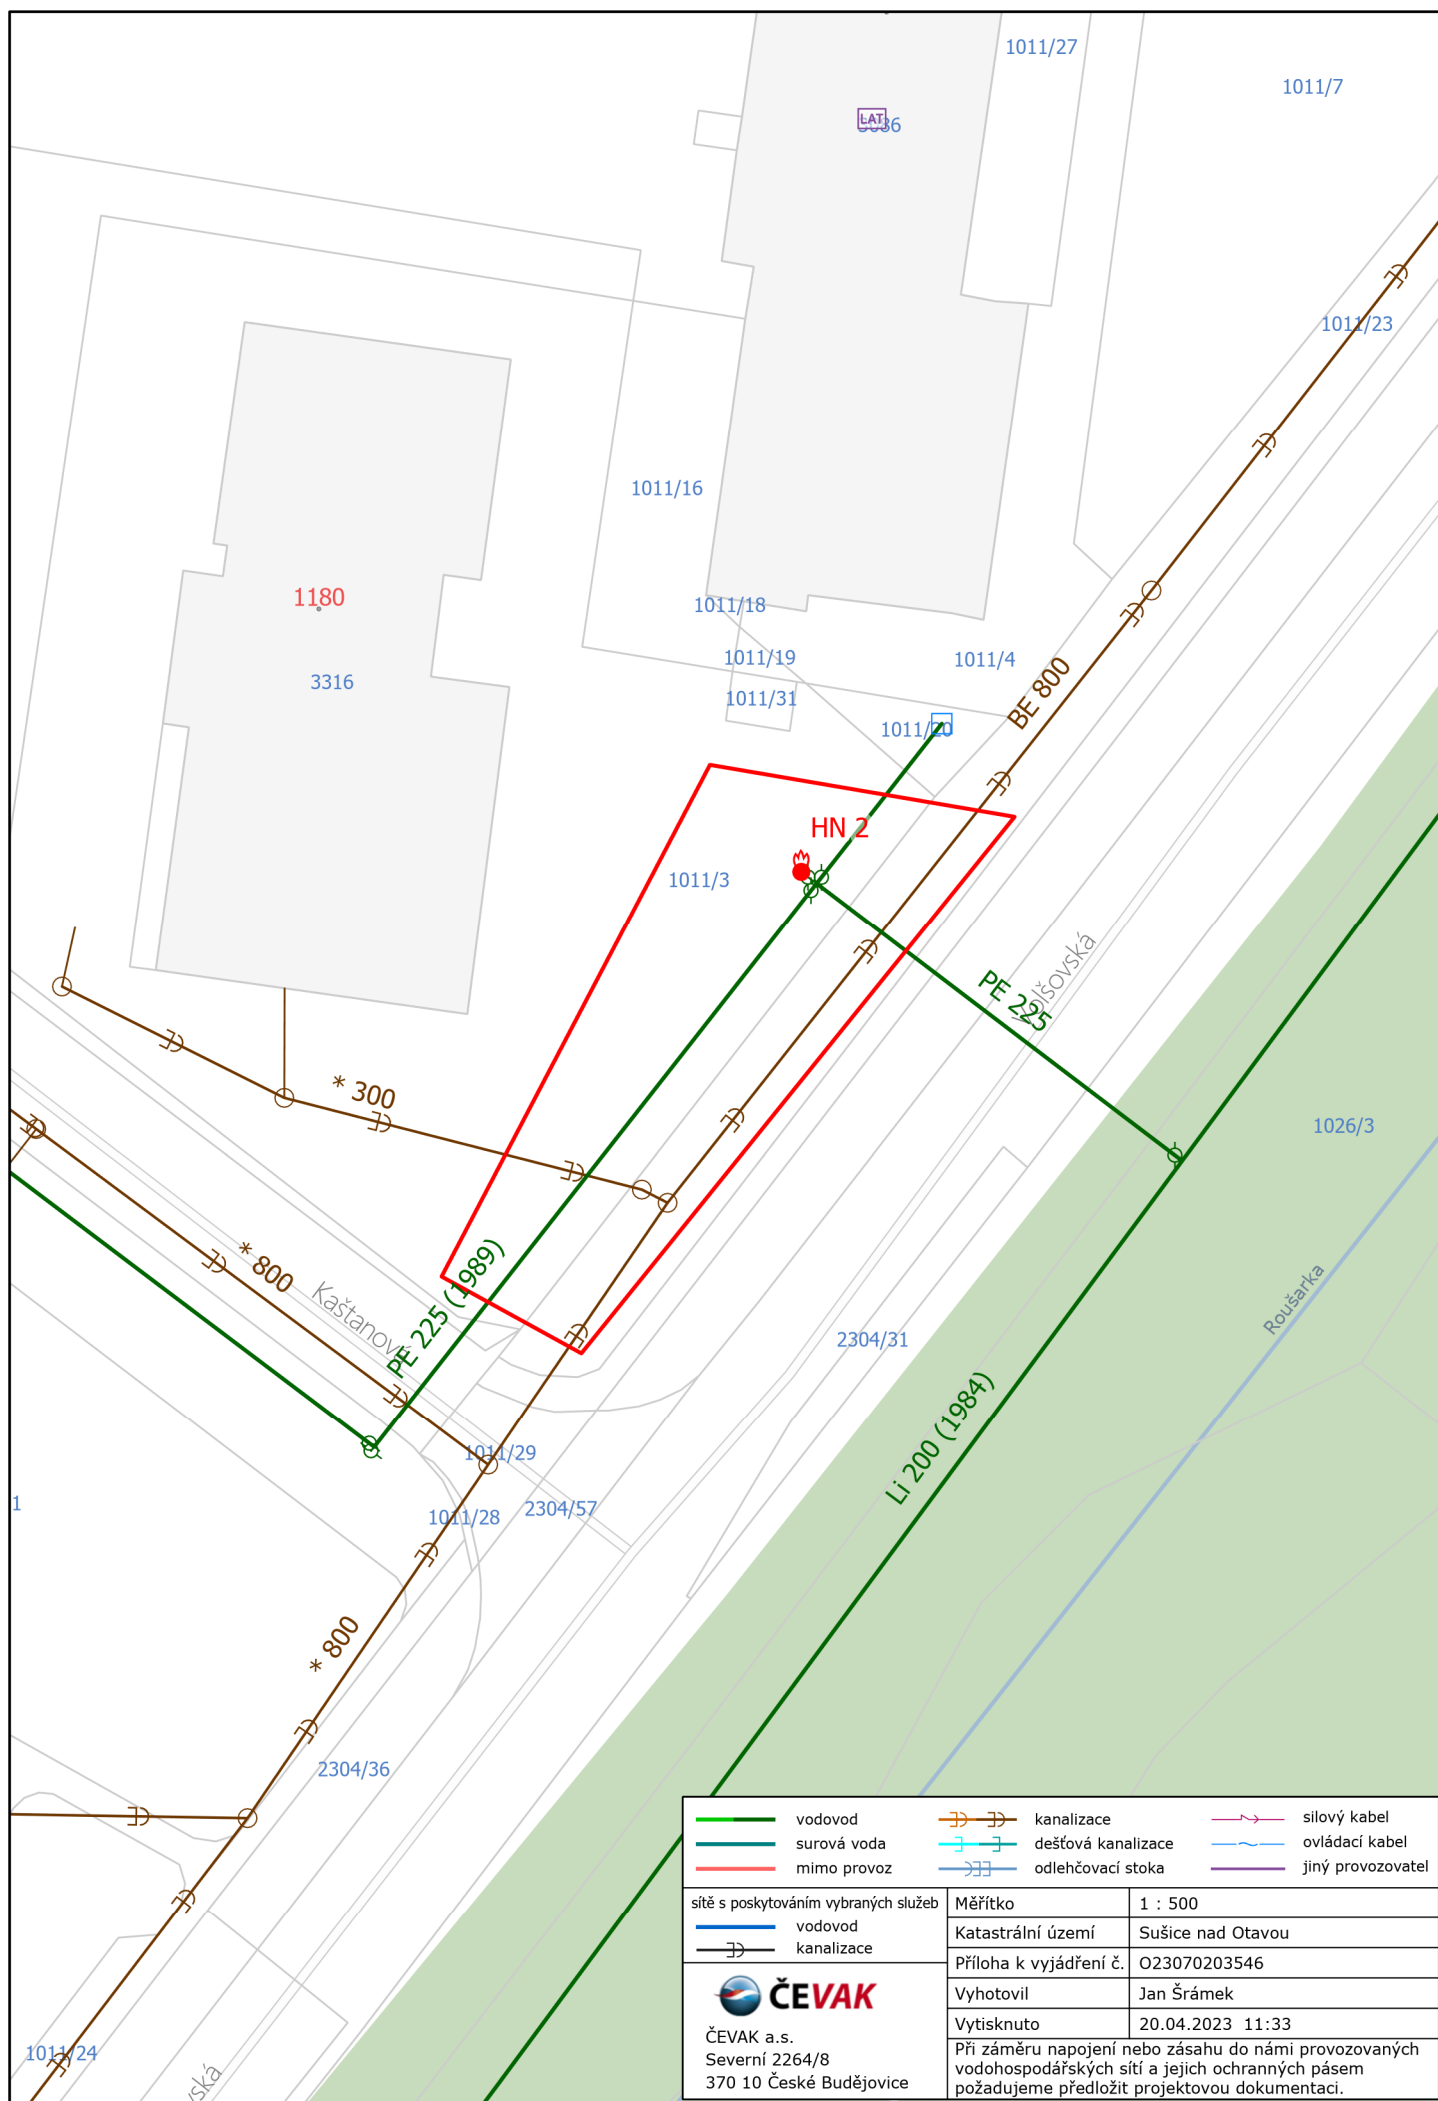 1011/27
1011/7
LAT
1011/23
1011/16
1180
1011/18
1011/19
1011/4
3316
BE 800
1011/31
1011/20
HN 2
1011/3
PE 225
* 300
1026/3
* 800
Kaštanová
PE 225 (1989)
Roušarka
2304/31
Li 200 (1984)
1011/29
1
1011/28
2304/57
* 800
2304/36
1011/24
vská
vodovod
surová voda
mimo provoz
kanalizace
dešťová kanalizace
odlehčovací stoka
silový kabel
ovládací kabel
jiný provozovatel
sítě s poskytováním vybraných služeb
vodovod
kanalizace
ČEVAK
ČEVAK a.s.
Severní 2264/8
370 10 České Budějovice
Měřítko 1 : 500
Katastrální území Sušice nad Otavou
Příloha k vyjádření č. O23070203546
Vyhotovil Jan Šrámek
Vytisknuto 20.04.2023 11:33
Při záměru napojení nebo zásahu do námi provozovaných
vodohospodářských sítí a jejich ochranných pásem
požadujeme předložit projektovou dokumentaci.